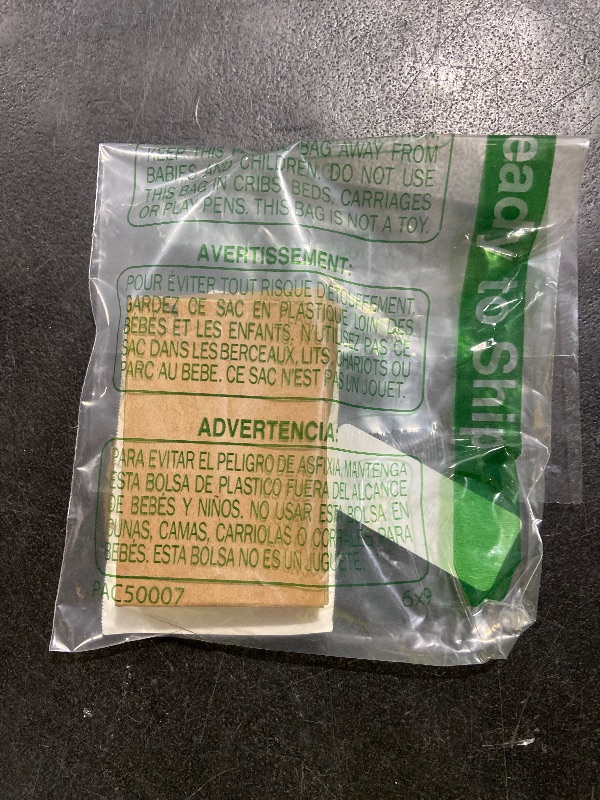 KEEP THIS BAG AWAY FROM
BABIES AND CHILDREN. DO NOT USE
THIS BAG IN CRIBS, BEDS, CARRIAGES
OR PLAY PENS. THIS BAG IS NOT A TOY.
AVERTISSEMENT:
POUR ÉVITER TOUT RISQUE D'ÉTOUFFEMENT,
GARDEZ CE SAC EN PLASTIQUE LOIN DES
BÉBÉS ET LES ENFANTS. N'UTILISEZ PAS CE
SAC DANS LES BERCEAUX, LITS, CHARIOTS OU
PARC AU BEBE. CE SAC N'EST PAS UN JOUET.
ADVERTENCIA:
PARA EVITAR EL PELIGRO DE ASFIXIA, MANTENGA
ESTA BOLSA DE PLASTICO FUERA DEL ALCANCE
DE BEBÉS Y NIÑOS. NO USAR ESTA BOLSA EN
CUNAS, CAMAS, CARRIOLAS O CORRALES PARA
BEBÉS. ESTA BOLSA NO ES UN JUGUETE.
PAC50007
6x9
eady to Ship